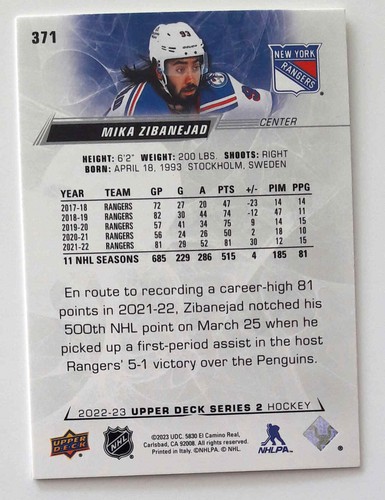 371
93
NEW YORK
RANGERS
MIKA ZIBANEJAD
CENTER
HEIGHT: 6'2" WEIGHT: 200 LBS. SHOOTS: RIGHT
BORN: APRIL 18, 1993 STOCKHOLM, SWEDEN
YEAR TEAM GP G A PTS +/- PIM PPG
2017-18 RANGERS 72 27 20 47 -23 14 14
2018-19 RANGERS 82 30 44 74 -12 47 11
2019-20 RANGERS 57 41 34 75 9 14 15
2020-21 RANGERS 56 24 26 50 2 18 10
2021-22 RANGERS 81 29 52 81 30 12 15
11 NHL SEASONS 685 229 286 515 4 185 81
En route to recording a career-high 81
points in 2021-22, Zibanejad notched his
500th NHL point on March 25 when he
picked up a first-period assist in the host
Rangers' 5-1 victory over the Penguins.
2022-23 UPPER DECK SERIES 2 HOCKEY
UPPER DECK
NHL
©2023 UDC. 5830 El Camino Real,
Carlsbad, CA 92008. All rights reserved.
Printed in Italy. ©NHLPA. © NHL.
NHLPA